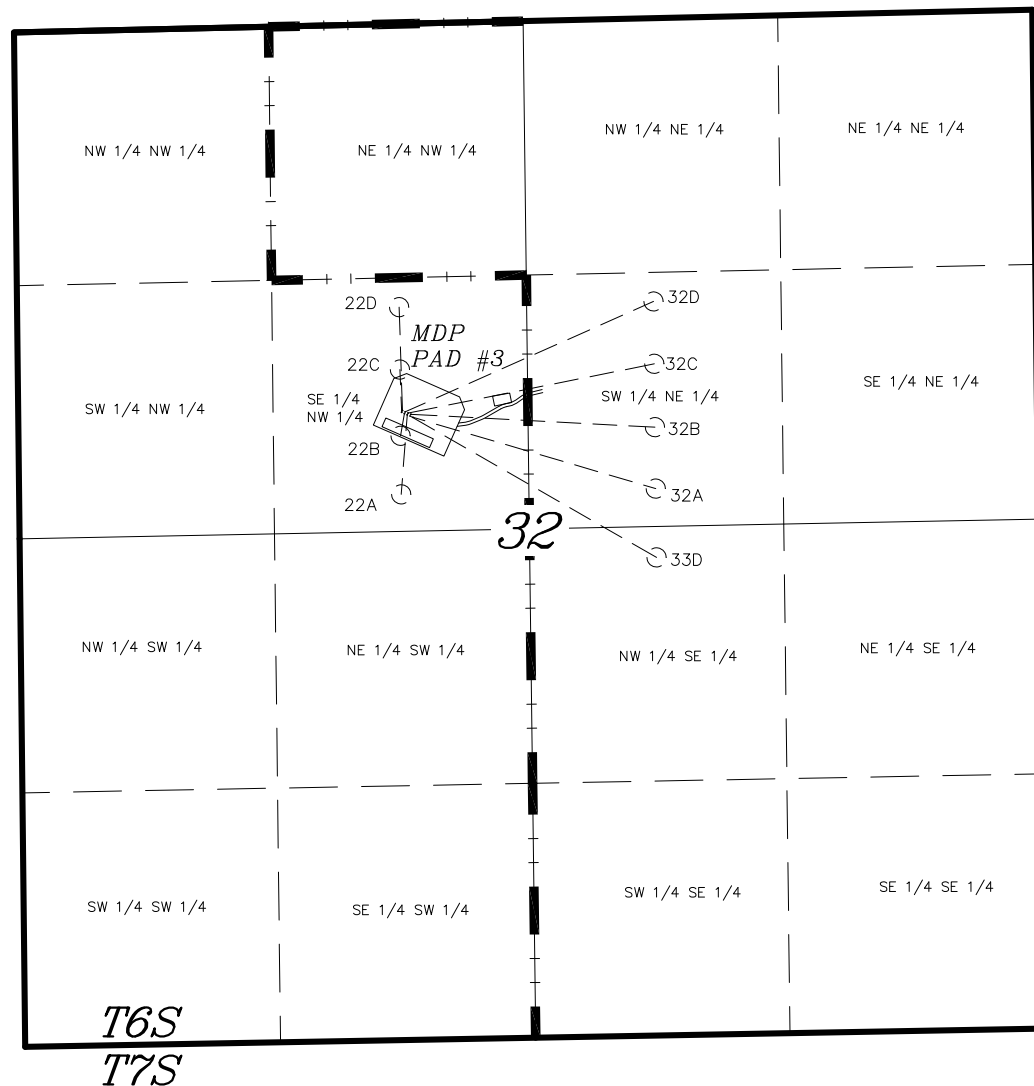 NW 1/4 NW 1/4
NE 1/4 NW 1/4
NW 1/4 NE 1/4
NE 1/4 NE 1/4
22D
32D
MDP
PAD #3
22C
32C
SW 1/4 NW 1/4
SE 1/4
NW 1/4
SW 1/4 NE 1/4
SE 1/4 NE 1/4
22B
32B
22A
32A
32
33D
NW 1/4 SW 1/4
NE 1/4 SW 1/4
NW 1/4 SE 1/4
NE 1/4 SE 1/4
SW 1/4 SW 1/4
SE 1/4 SW 1/4
SW 1/4 SE 1/4
SE 1/4 SE 1/4
T6S
T7S